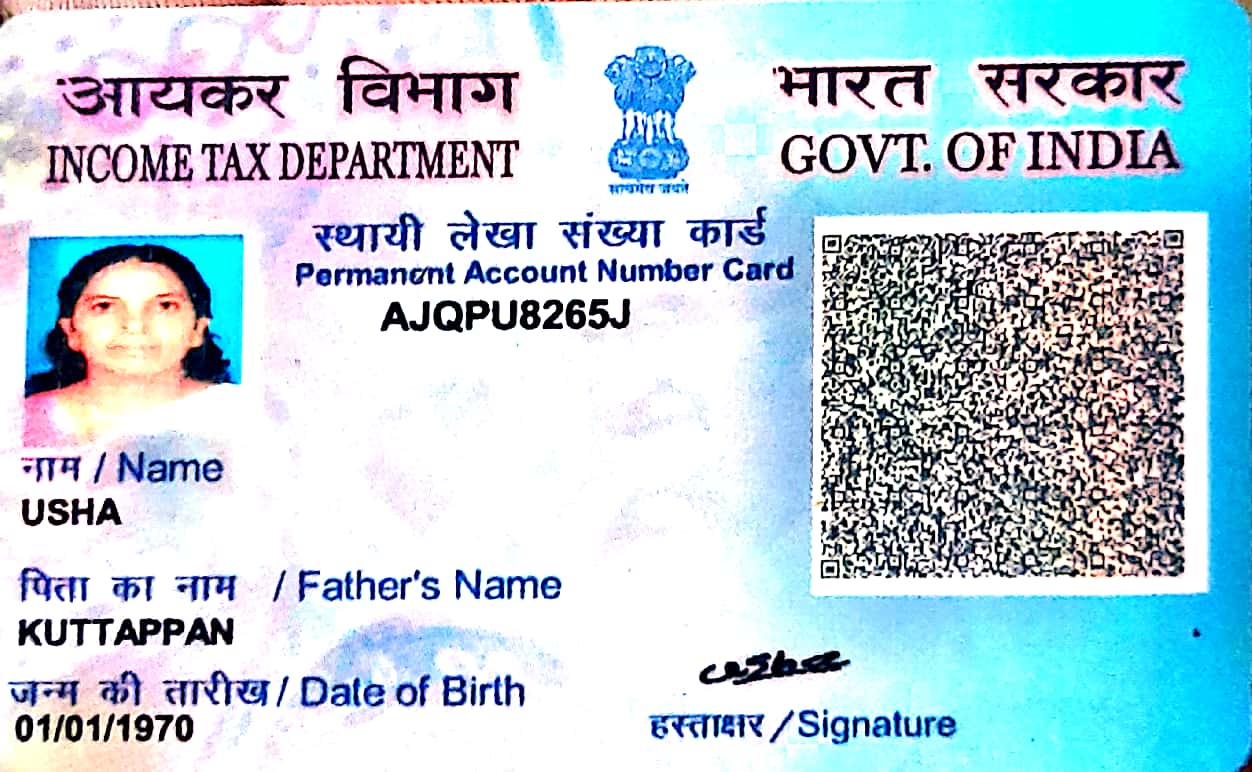 आयकर विभाग
INCOME TAX DEPARTMENT
सत्यमेव जयते
भारत सरकार
GOVT. OF INDIA
स्थायी लेखा संख्या कार्ड
Permanent Account Number Card
AJQPU8265J
नाम / Name
USHA
पिता का नाम / Father's Name
KUTTAPPAN
जन्म की तारीख / Date of Birth
01/01/1970
हस्ताक्षर / Signature